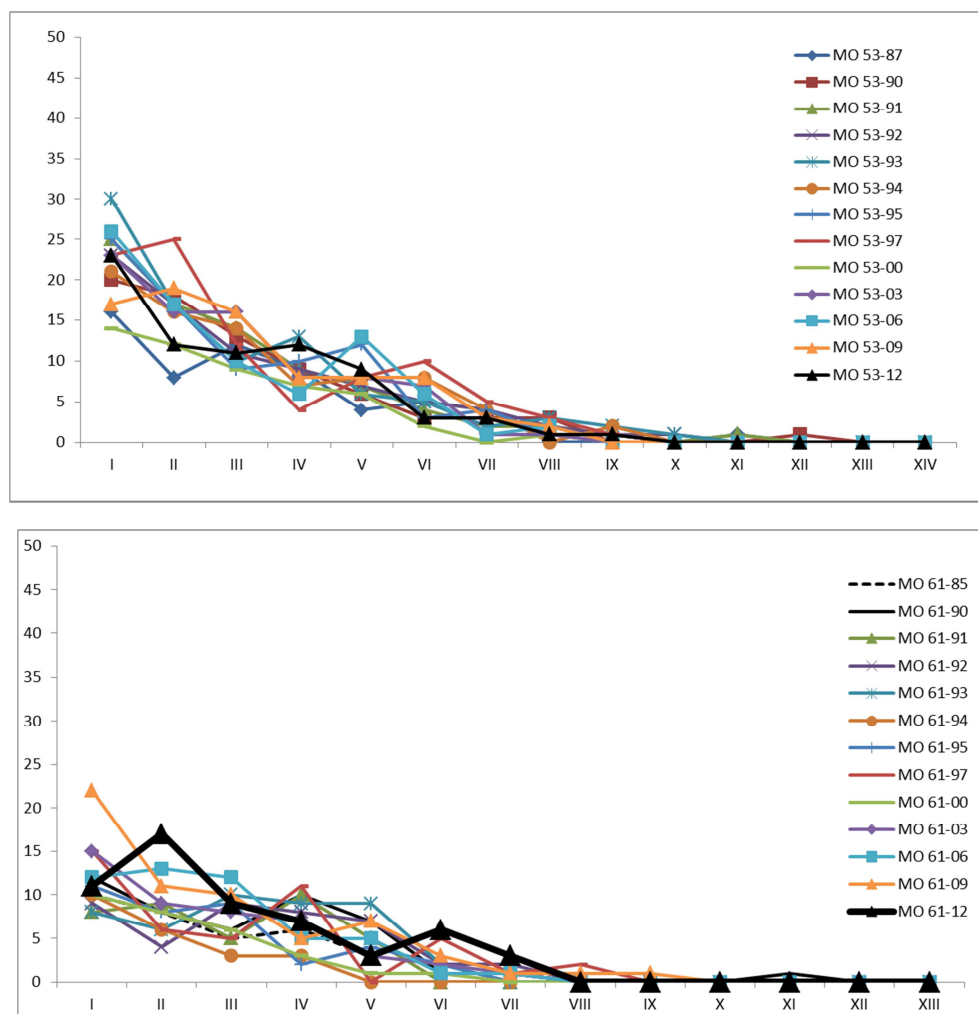 50
45
40
35
30
25
20
15
10
5
0
I II III IV V VI VII VIII IX X XI XII XIII XIV
MO 53-87
MO 53-90
MO 53-91
MO 53-92
MO 53-93
MO 53-94
MO 53-95
MO 53-97
MO 53-00
MO 53-03
MO 53-06
MO 53-09
MO 53-12
50
45
40
35
30
25
20
15
10
5
0
I II III IV V VI VII VIII IX X XI XII XIII
MO 61-85
MO 61-90
MO 61-91
MO 61-92
MO 61-93
MO 61-94
MO 61-95
MO 61-97
MO 61-00
MO 61-03
MO 61-06
MO 61-09
MO 61-12